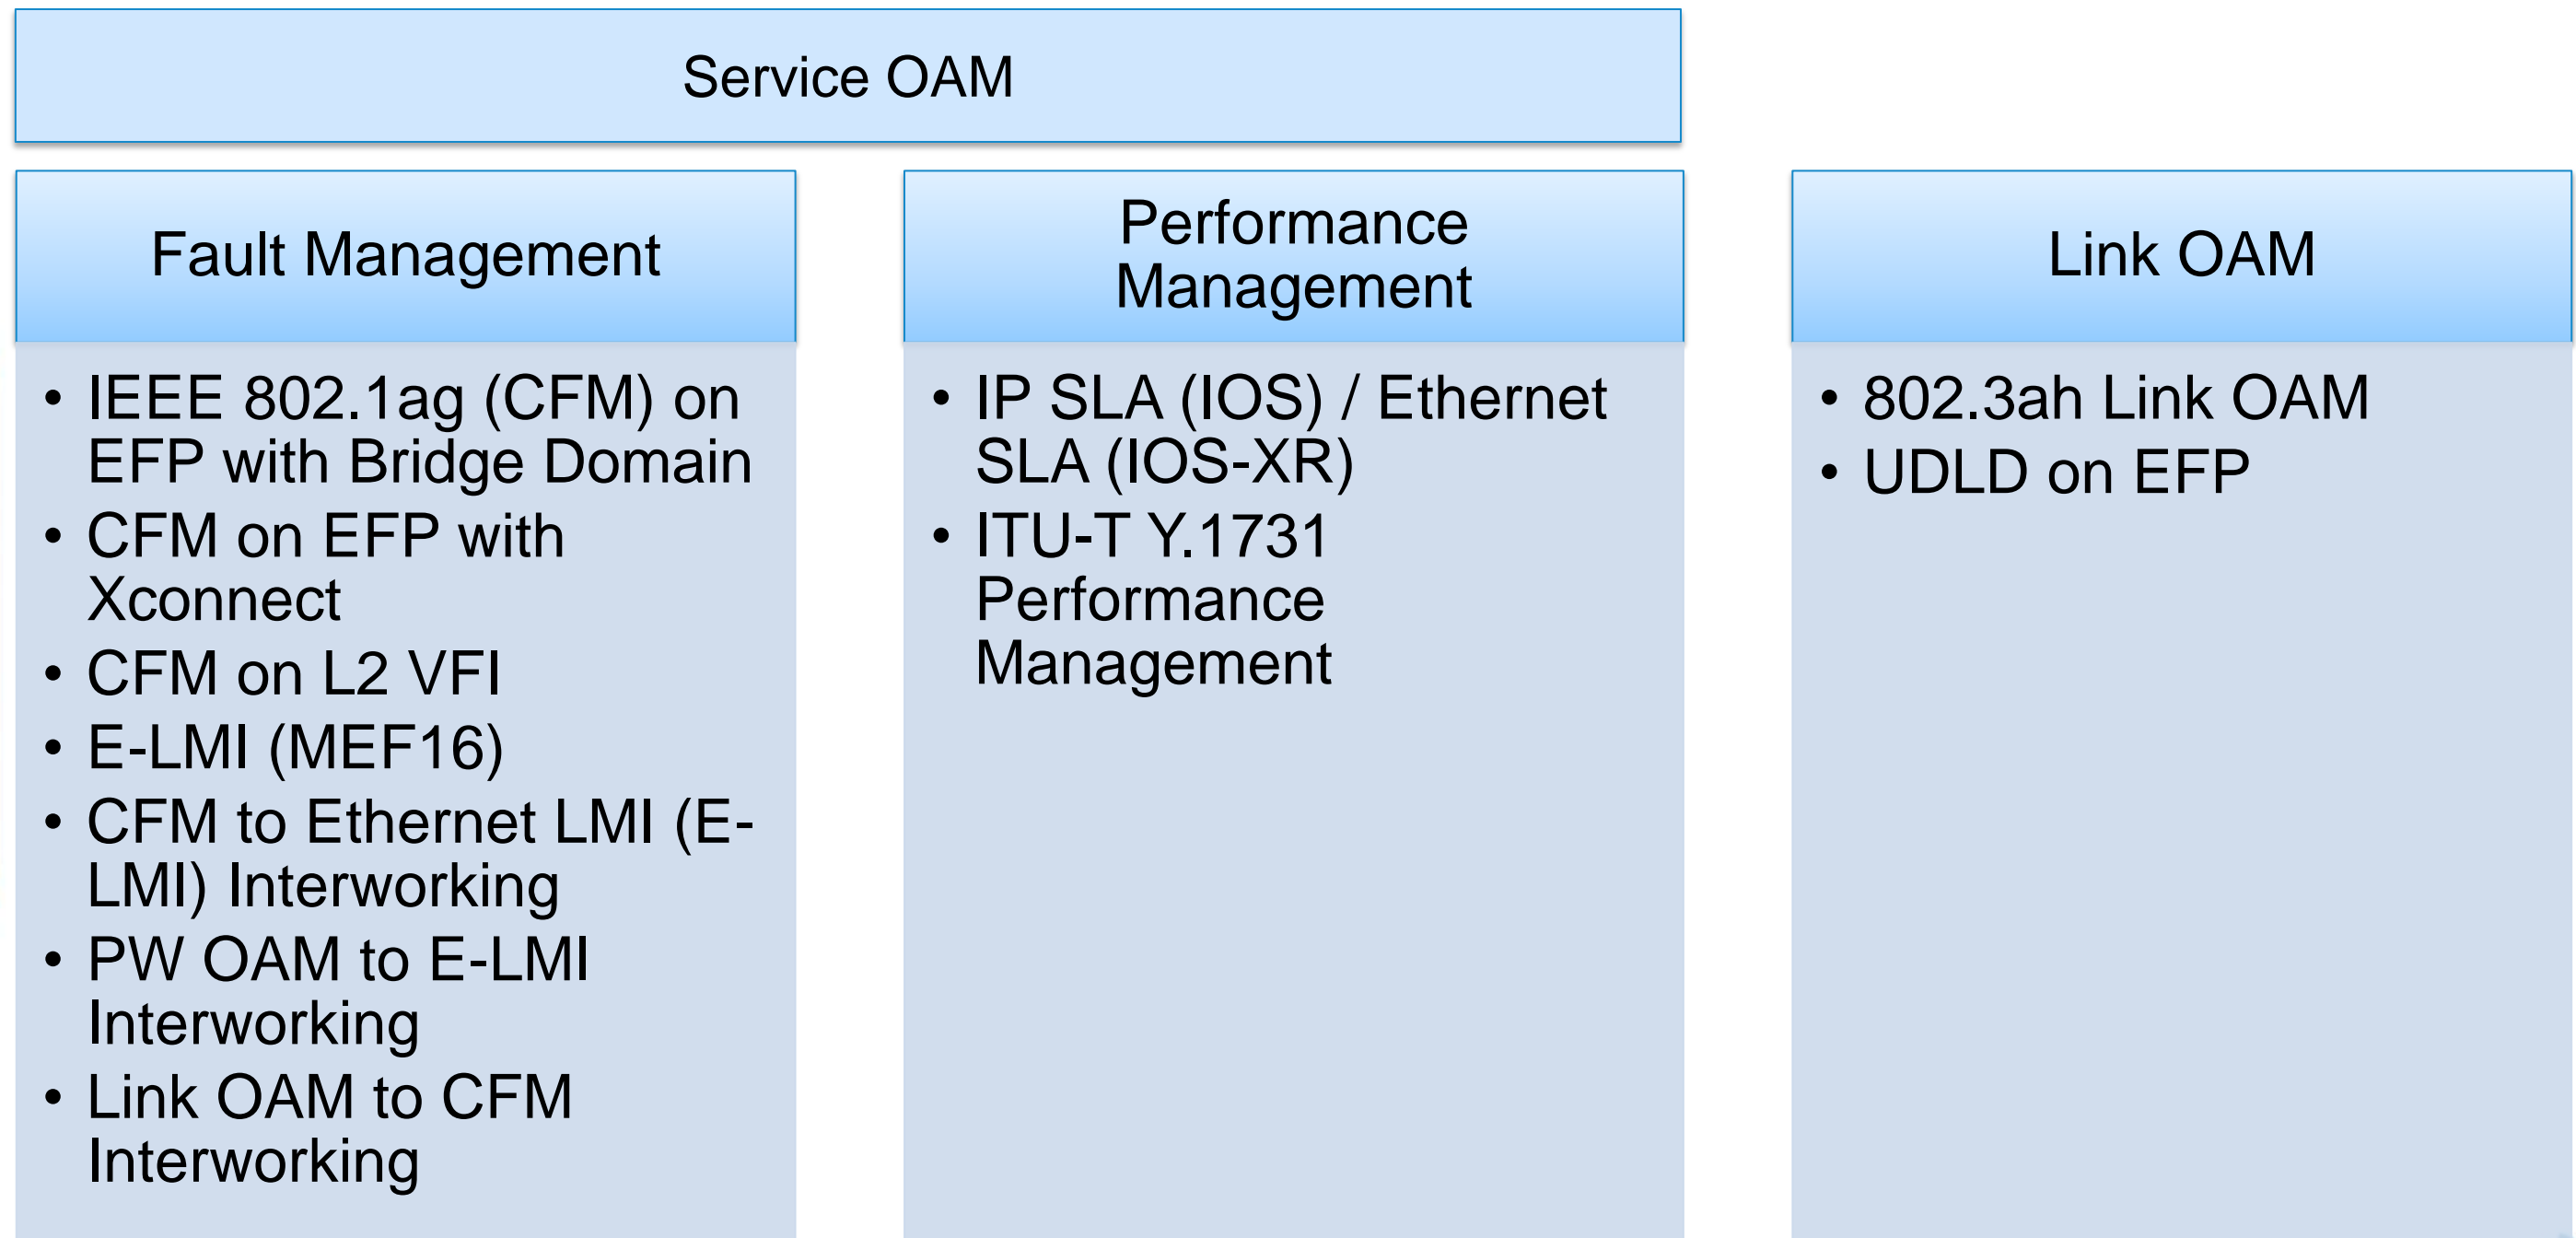 Service OAM
Fault Management
• IEEE 802.1ag (CFM) on
EFP with Bridge Domain
• CFM on EFP with
Xconnect
• CFM on L2 VFI
• E-LMI (MEF16)
• CFM to Ethernet LMI (E-
LMI) Interworking
• PW OAM to E-LMI
Interworking
• Link OAM to CFM
Interworking
Performance
Management
• IP SLA (IOS) / Ethernet
SLA (IOS-XR)
• ITU-T Y.1731
Performance
Management
Link OAM
• 802.3ah Link OAM
• UDLD on EFP